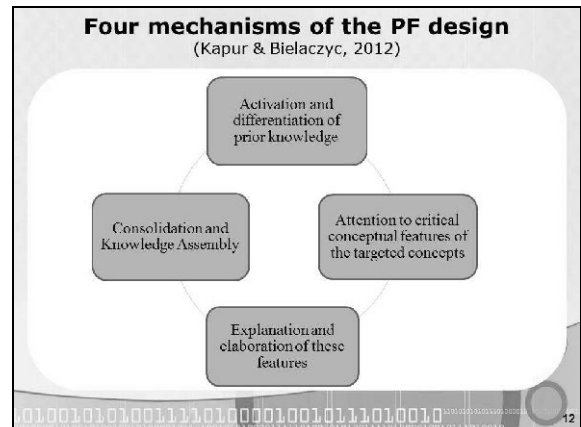 Four mechanisms of the PF design
(Kapur & Bielaczyc, 2012)
Activation and
differentiation of
prior knowledge
Attention to critical
conceptual features of
the targeted concepts
Explanation and
elaboration of these
features
Consolidation and
Knowledge Assembly
12